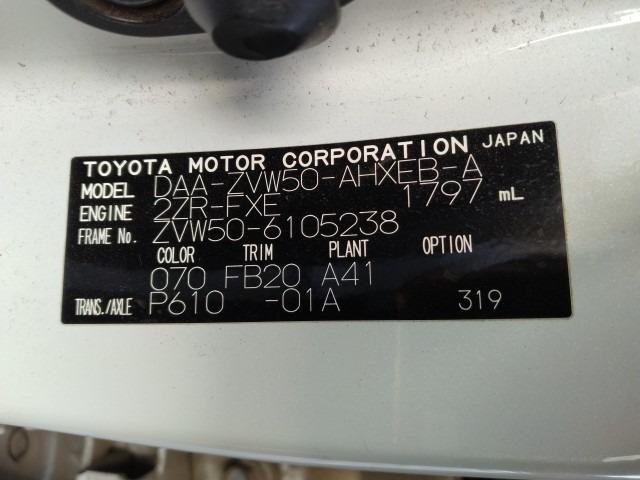 TOYOTA MOTOR CORPORATION JAPAN
MODEL DAA-ZVW50-AHXEB-A
ENGINE 2ZR-FXE 1797 mL
FRAME No. ZVW50-6105238
COLOR TRIM PLANT OPTION
070 FB20 A41
TRANS./AXLE P610 -01A 319